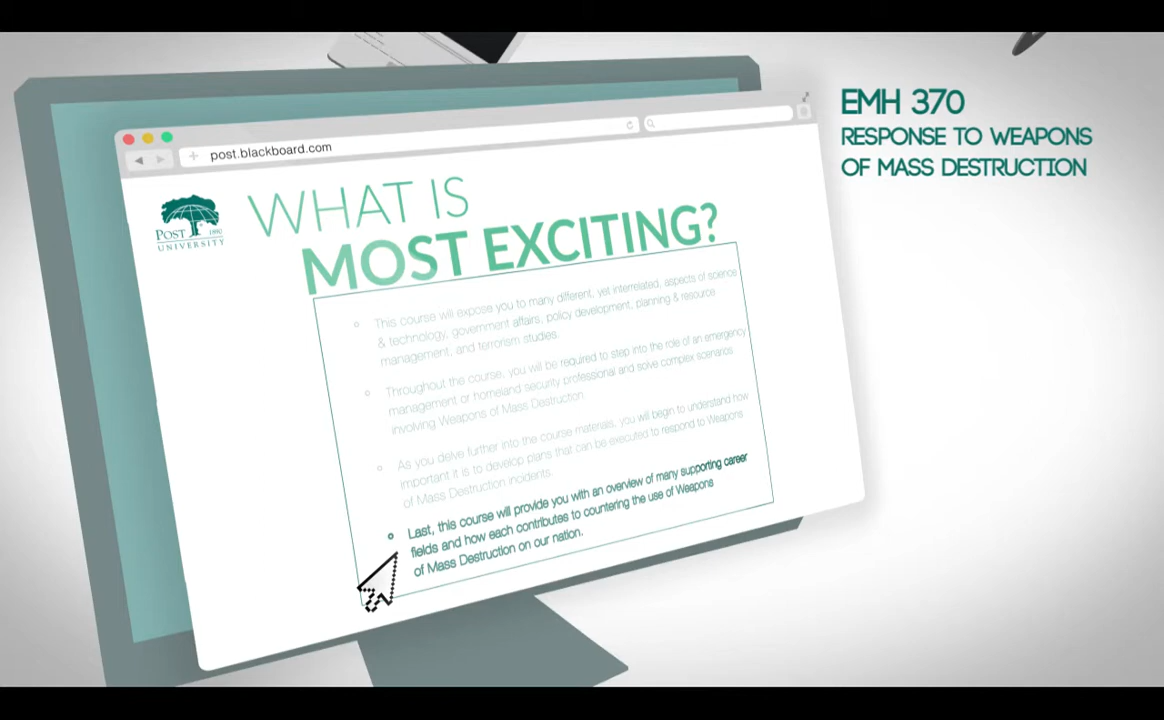 EMH 370
RESPONSE TO WEAPONS
OF MASS DESTRUCTION
post.blackboard.com
POST
1890
UNIVERSITY
WHAT IS
MOST EXCITING?
This course will expose you to many different, yet interrelated, aspects of science
& technology, government affairs, policy development, planning & resource
management, and terrorism studies.
Throughout the course, you will be required to step into the role of an emergency
management or homeland security professional and solve complex scenarios
involving Weapons of Mass Destruction.
As you delve further into the course materials, you will begin to understand how
important it is to develop plans that can be executed to respond to Weapons
of Mass Destruction incidents.
Last, this course will provide you with an overview of many supporting career
fields and how each contributes to countering the use of Weapons
of Mass Destruction on our nation.